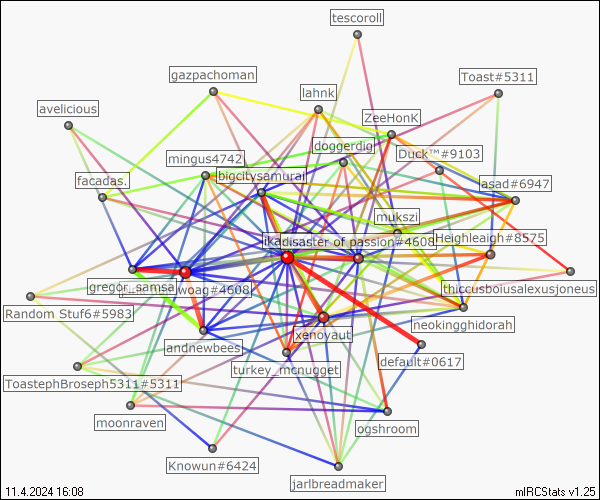 tescoroll
gazpachoman
Toast#5311
lahnk
avelicious
ZeeHonK
doggerdig
Duck™#9103
mingus4742
bigcitysamurai
facadas.
asad#6947
mukszi
disaster of passion#4608
Heighleaigh#8575
gregor_samsa
woag#4608
thiccusboiusalexusjoneus
Random Stuf6#5983
neokingghidorah
xenoyaut
andnewbees
default#0617
turkey_mcnugget
ToastephBroseph5311#5311
moonraven
ogshroom
Knowun#6424
jarlbreadmaker
11.4.2024 16:08
mIRCStats v1.25